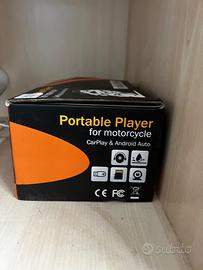 Portable Player
for motorcycle
CarPlay & Android Auto
CE FC
subito